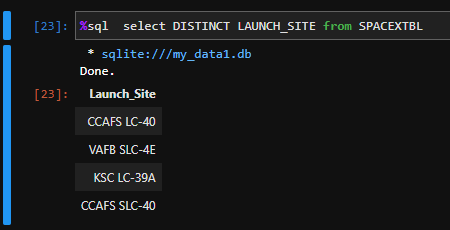 [23]: %sql select DISTINCT LAUNCH_SITE from SPACEXTBL
* sqlite:///my_data1.db
Done.
[23]: Launch_Site
CCAFS LC-40
VAFB SLC-4E
KSC LC-39A
CCAFS SLC-40